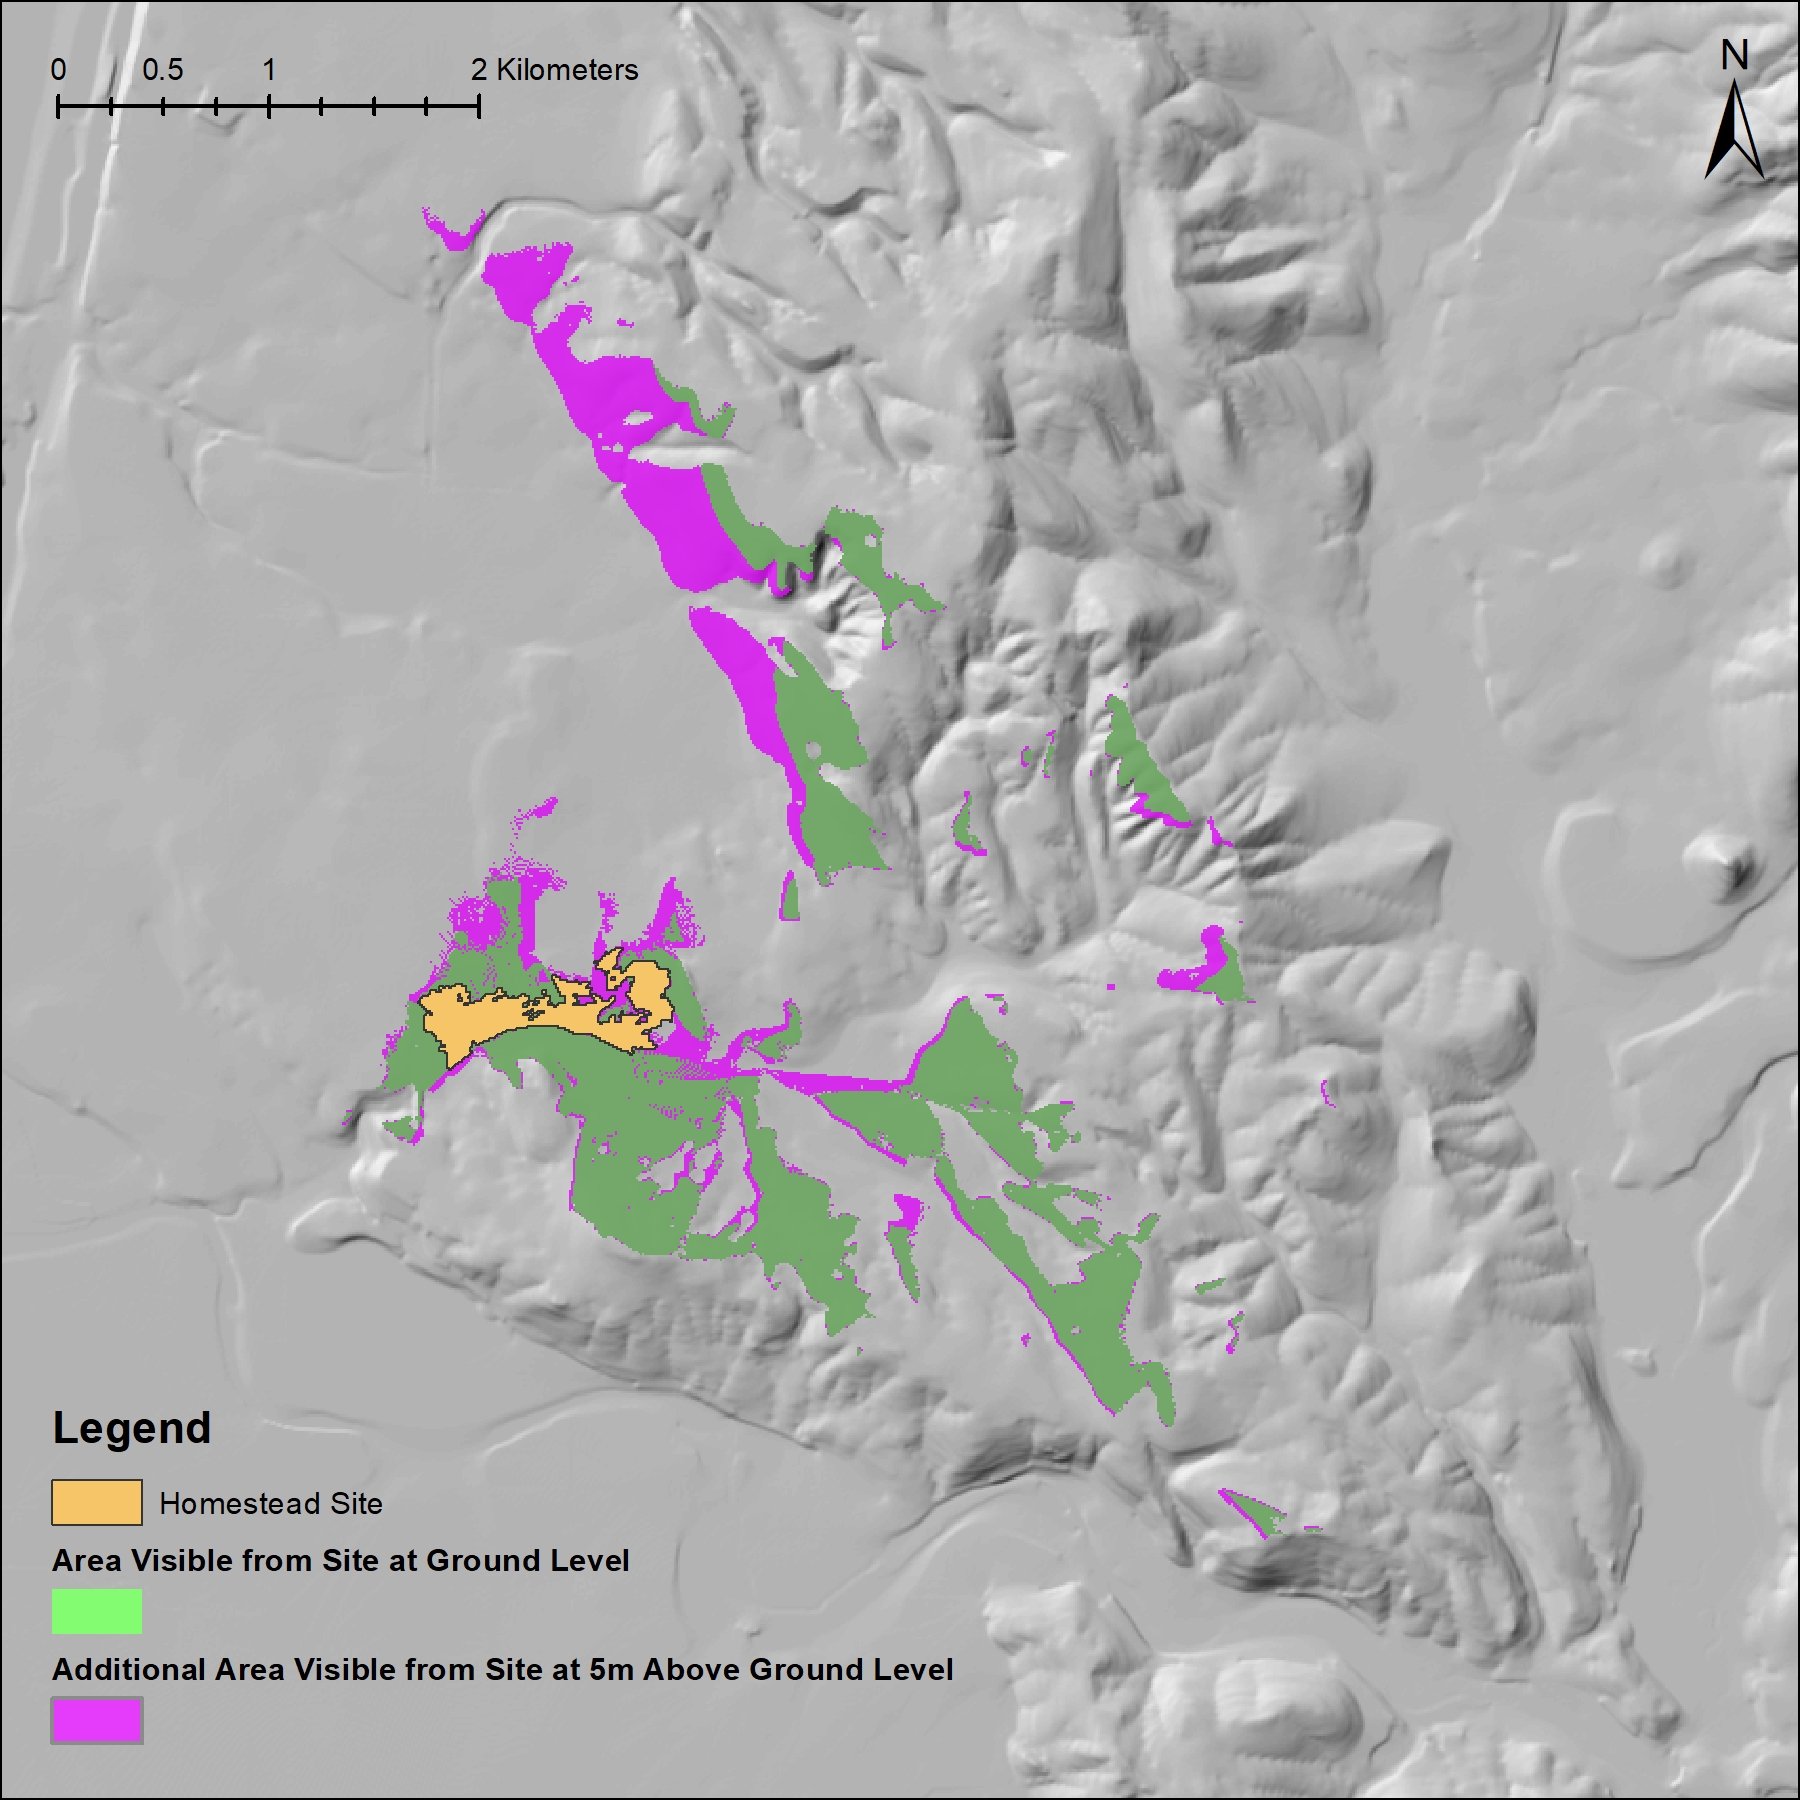 0 0.5 1 2 Kilometers
N
Legend
Homestead Site
Area Visible from Site at Ground Level
Additional Area Visible from Site at 5m Above Ground Level